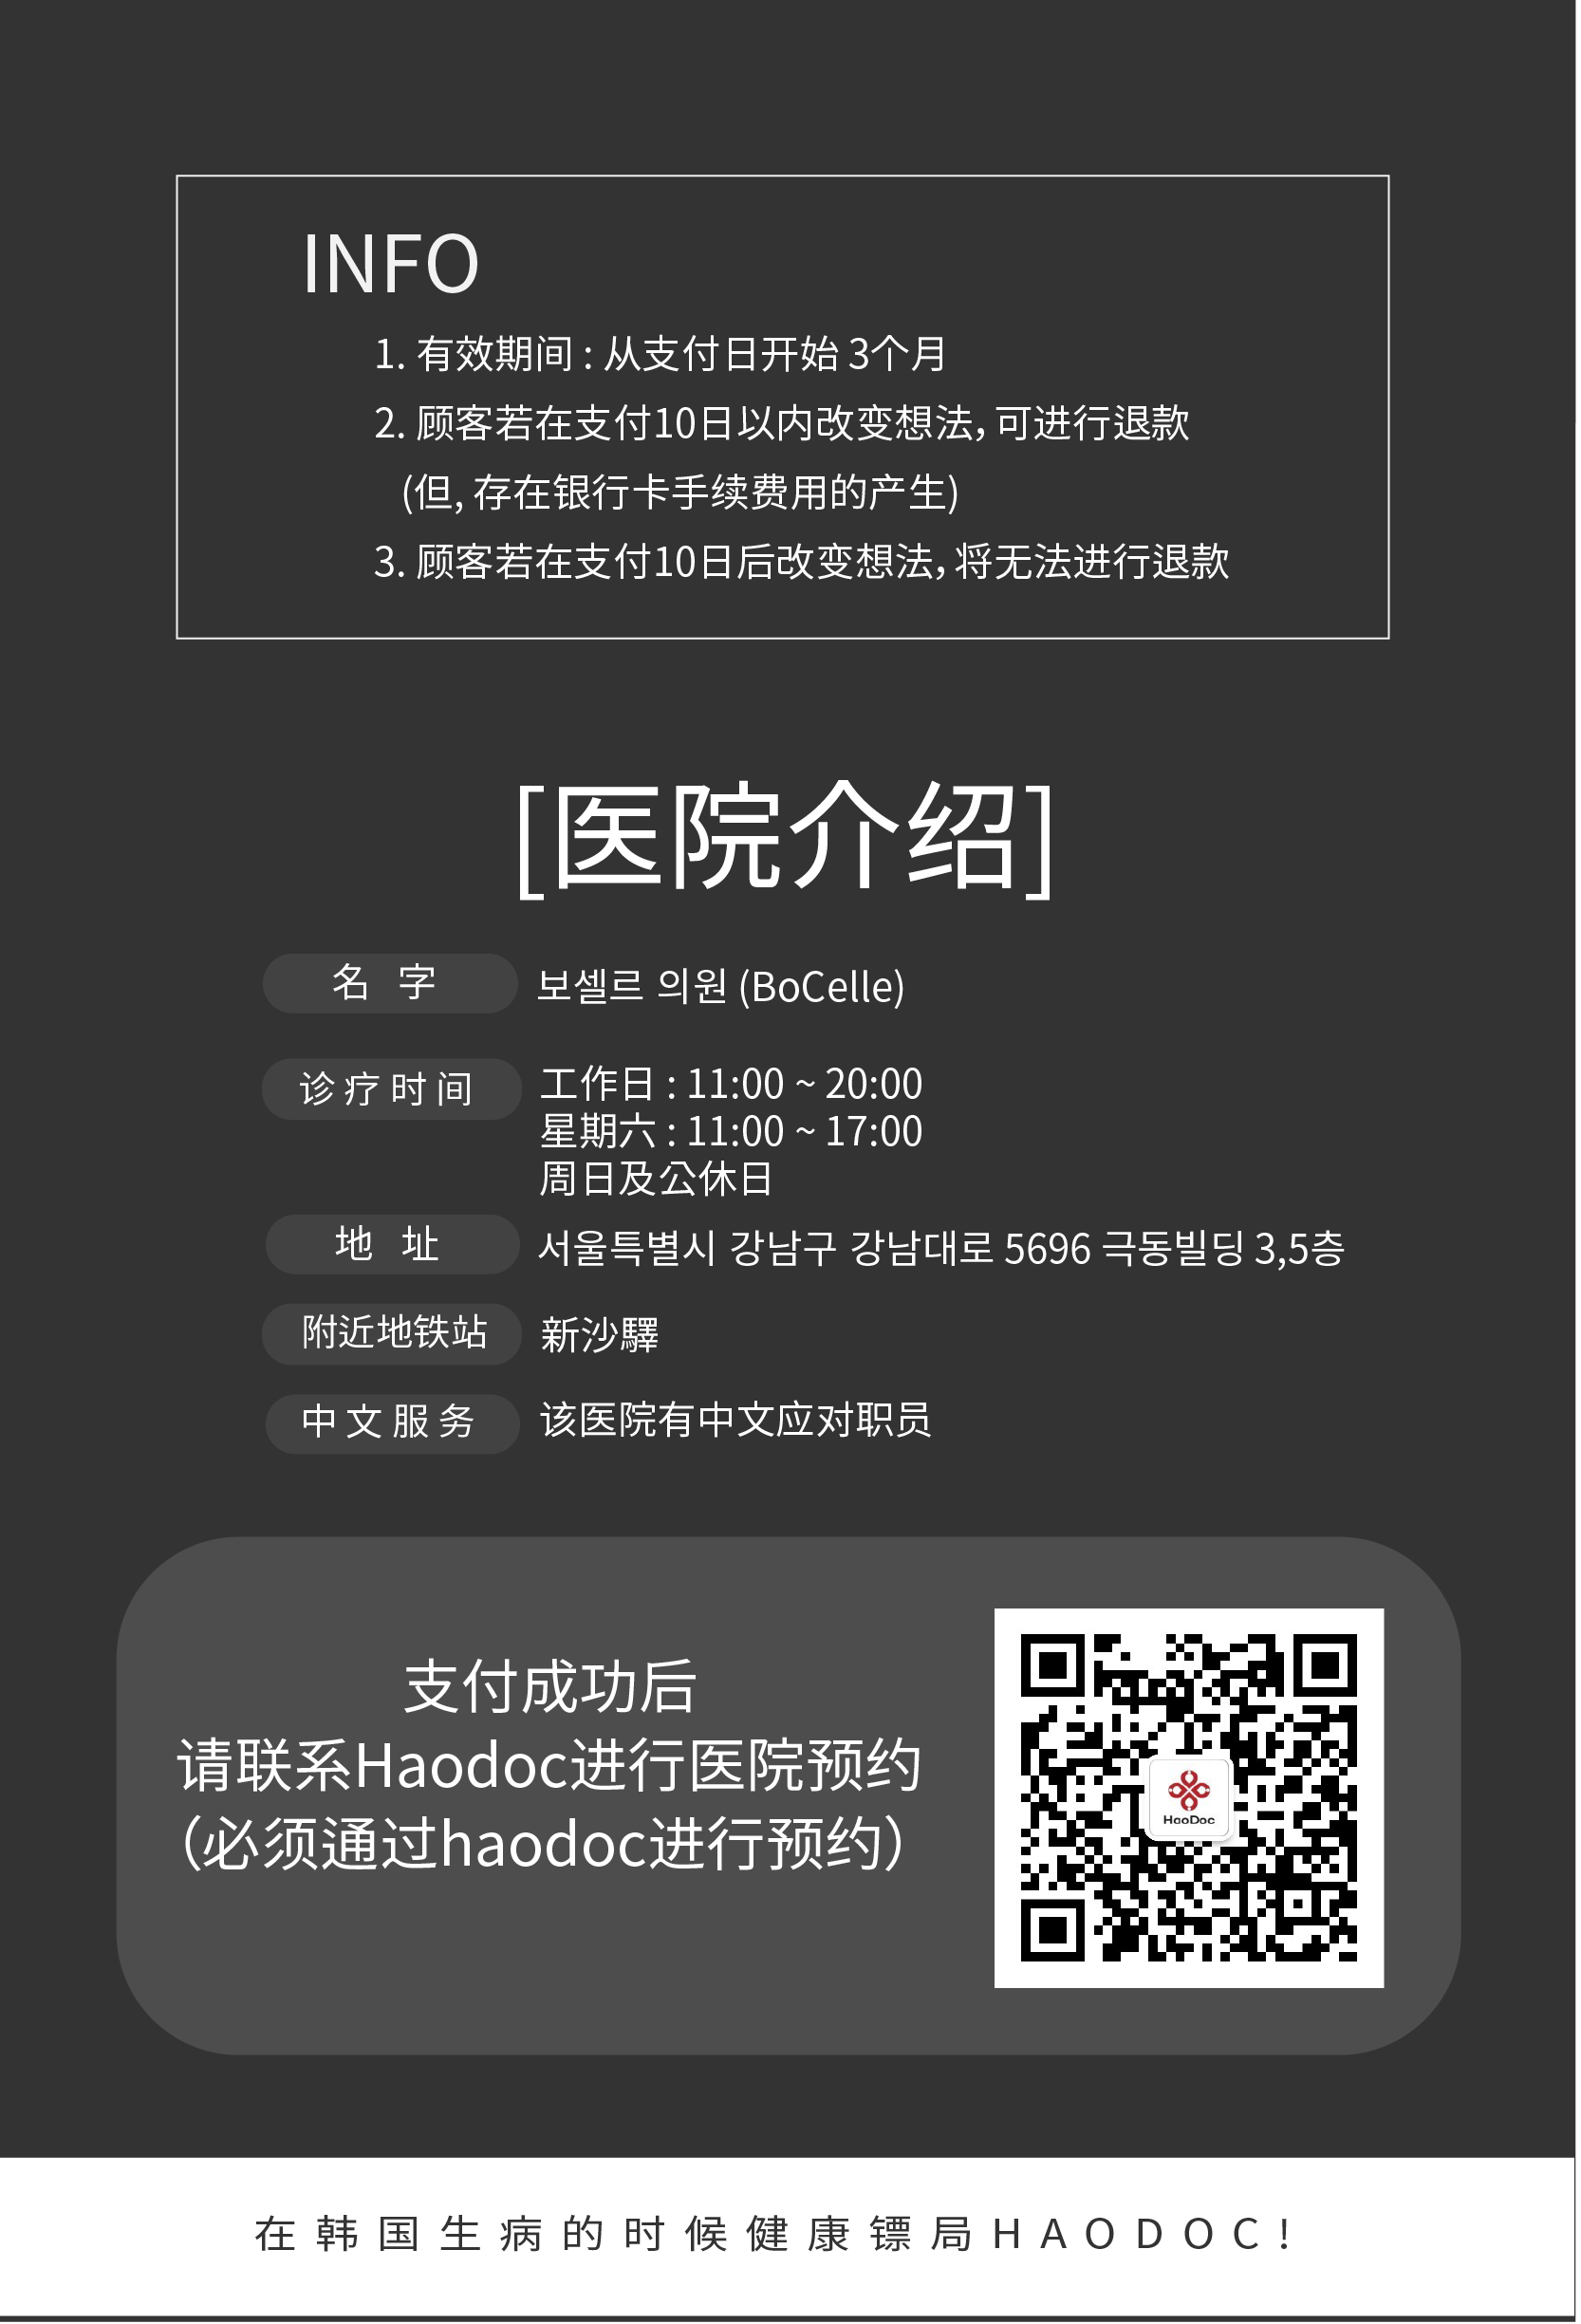 INFO
1. 有效期间 : 从支付日开始 3个月
2. 顾客若在支付10日以内改变想法, 可进行退款
(但, 存在银行卡手续费用的产生)
3. 顾客若在支付10日后改变想法, 将无法进行退款
[医院介绍]
名 字 보셀르 의원 (BoCelle)
诊疗时间 工作日 : 11:00 ~ 20:00
星期六 : 11:00 ~ 17:00
周日及公休日
地 址 서울특별시 강남구 강남대로 5696 극동빌딩 3,5층
附近地铁站 新沙驛
中文服务 该医院有中文应对职员
支付成功后
请联系Haodoc进行医院预约
(必须通过haodoc进行预约)
HaoDoc
在韩国生病的时候健康镖局HAODOC!